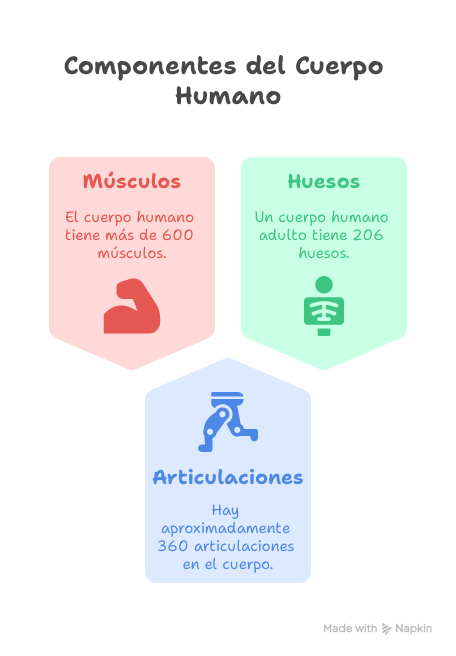 Componentes del Cuerpo
Humano
Músculos
El cuerpo humano
tiene más de 600
músculos.
Huesos
Un cuerpo humano
adulto tiene 206
huesos.
Articulaciones
Hay
aproximadamente
360 articulaciones
en el cuerpo.
Made with Napkin